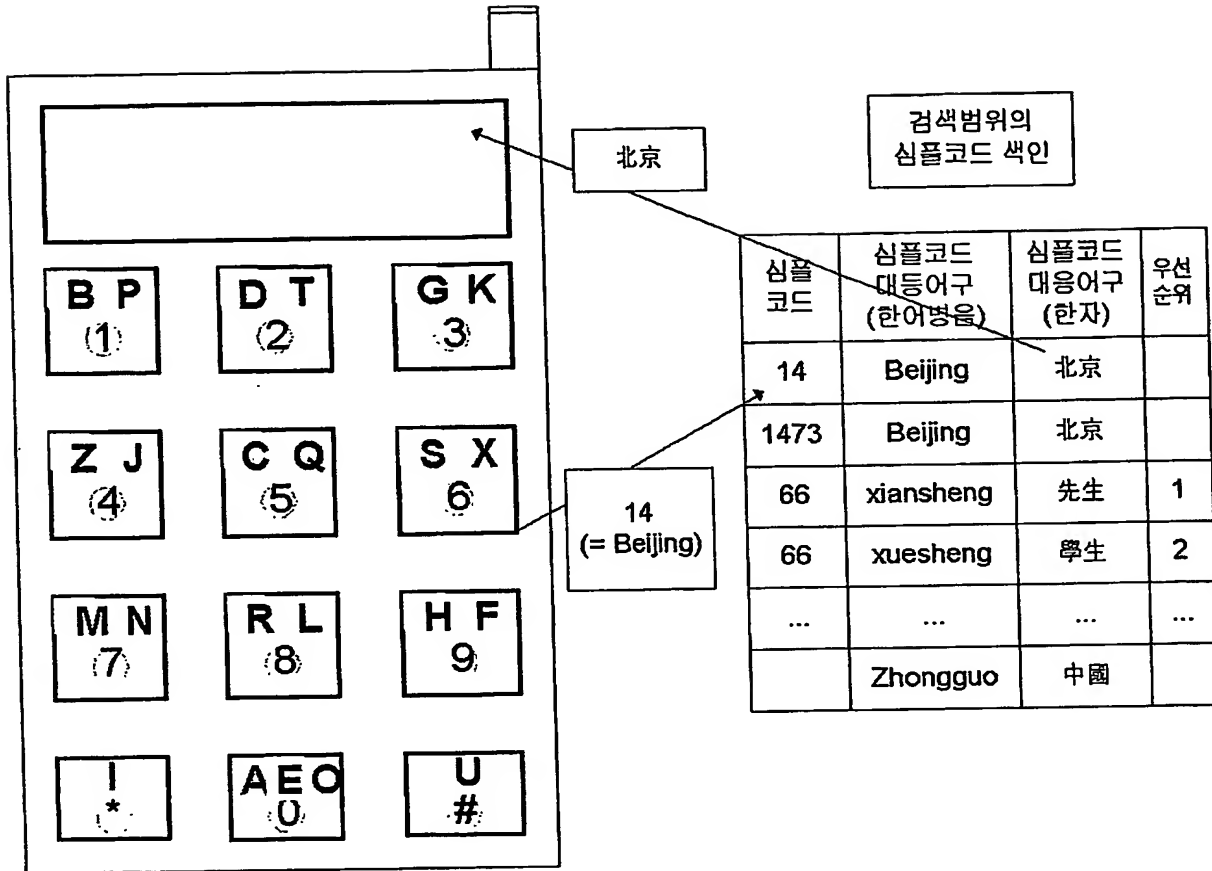 北京
검색범위의
심플코드 색인
B P
1
D T
2
G K
3
Z J
4
C Q
5
S X
6
M N
7
R L
8
H F
9
I
*
A E O
0
U
#
14
(= Beijing)
심플
코드
심플코드
대등어구
(한어병음)
심플코드
대응어구
(한자)
우선
순위
14 Beijing 北京
1473 Beijing 北京
66 xiansheng 先生 1
66 xuesheng 學生 2
... ... ... ...
Zhongguo 中國